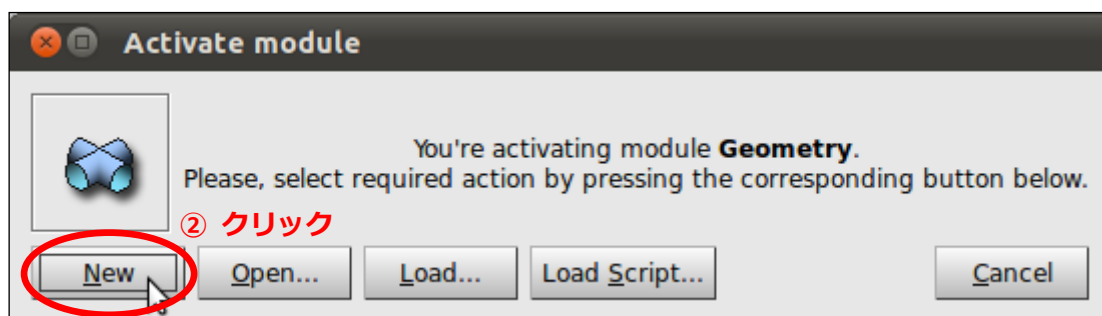 Activate module
You're activating module Geometry.
Please, select required action by pressing the corresponding button below.
② クリック
New Open... Load... Load Script... Cancel